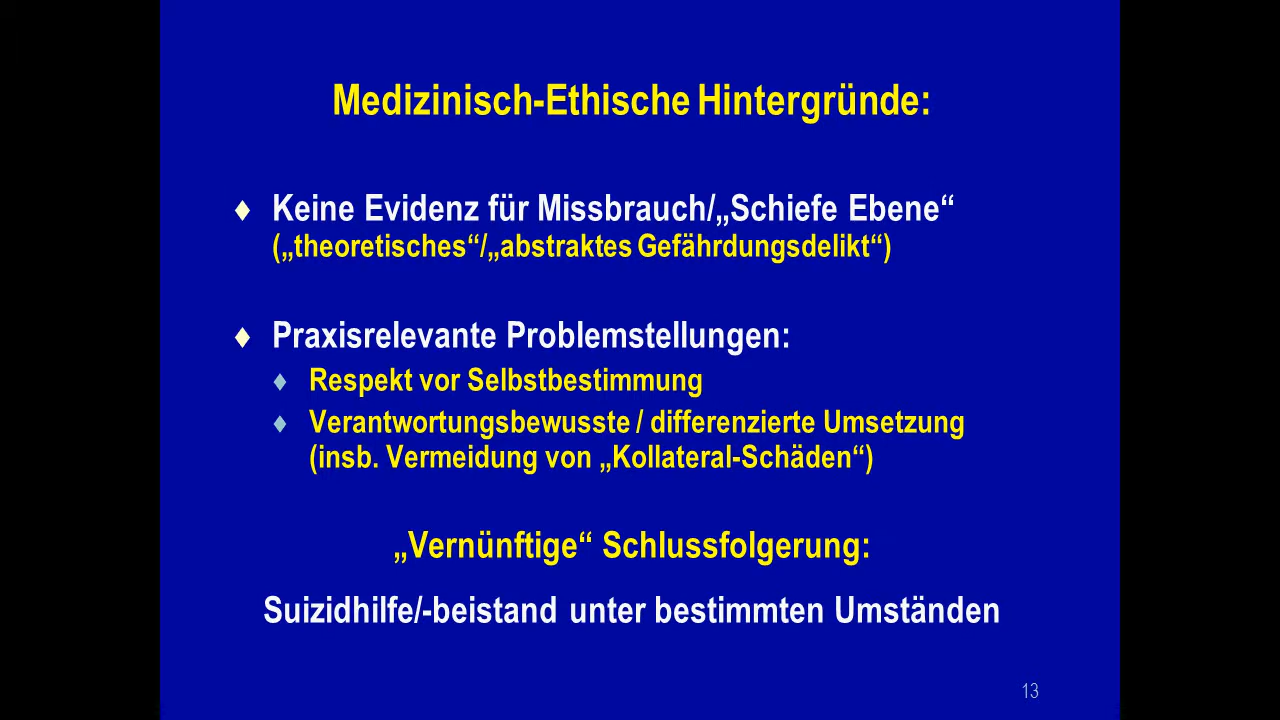 Medizinisch-Ethische Hintergründe:
Keine Evidenz für Missbrauch/„Schiefe Ebene“
(„theoretisches“/„abstraktes Gefährdungsdelikt“)
Praxisrelevante Problemstellungen:
Respekt vor Selbstbestimmung
Verantwortungsbewusste / differenzierte Umsetzung
(insb. Vermeidung von „Kollateral-Schäden“)
„Vernünftige“ Schlussfolgerung:
Suizidhilfe/-beistand unter bestimmten Umständen
13